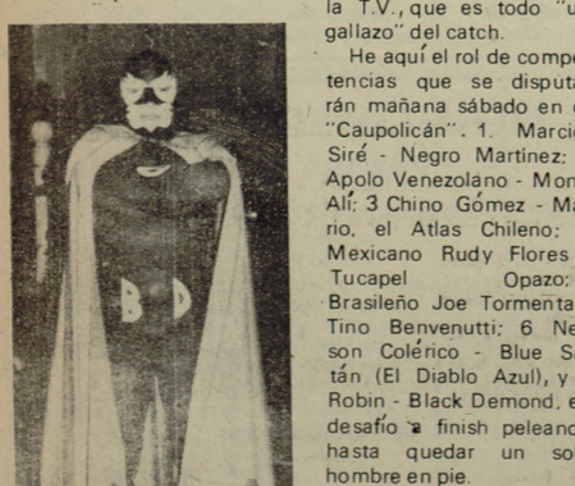 la T.V., que es todo "u
gallazo" del catch.
He aquí el rol de compe
tencias que se disputa
rán mañana sábado en e
"Caupolicán". 1. Marcia
Siré - Negro Martínez;
Apolo Venezolano - Mon
Alí; 3 Chino Gómez - Ma
rio, el Atlas Chileno;
Mexicano Rudy Flores
Tucapel Opazo;
Brasileño Joe Tormenta
Tino Benvenutti; 6 Ne
son Colérico - Blue Sa
tán (El Diablo Azul), y
Robin - Black Demond, e
desafío a finish peleand
hasta quedar un so
hombre en pie.
B D